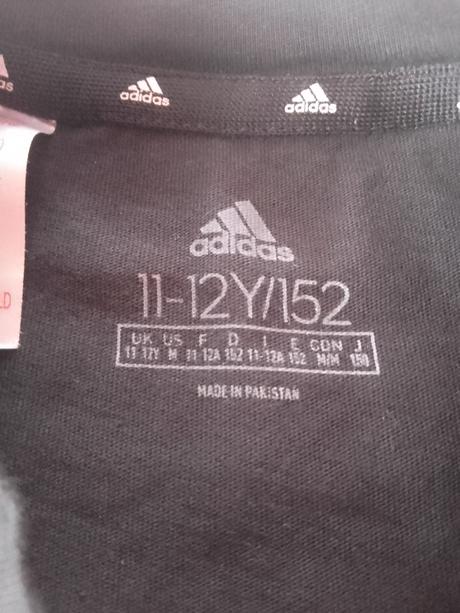 adidas
adidas
adidas
11-12Y/152
UK US F D I E CDN J
11-12Y M 11-12A 152 11-12A 152 M/M 150
MADE IN PAKISTAN